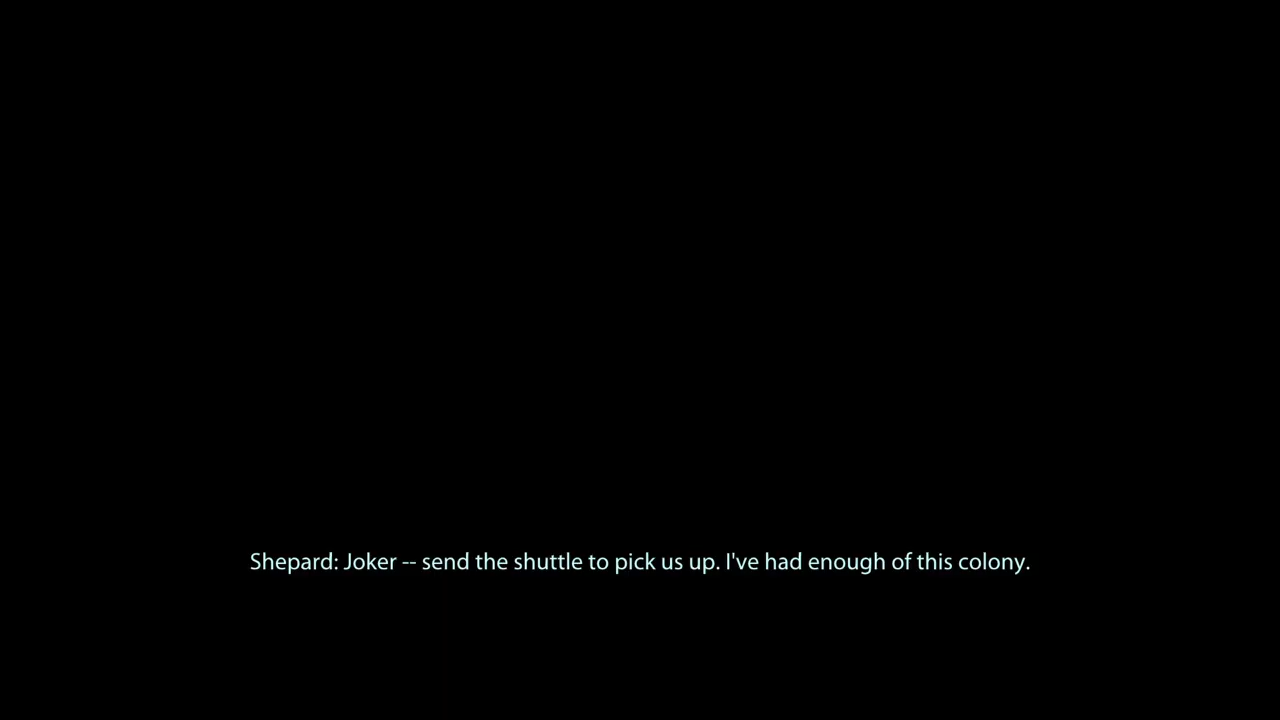 Shepard: Joker -- send the shuttle to pick us up. I've had enough of this colony.